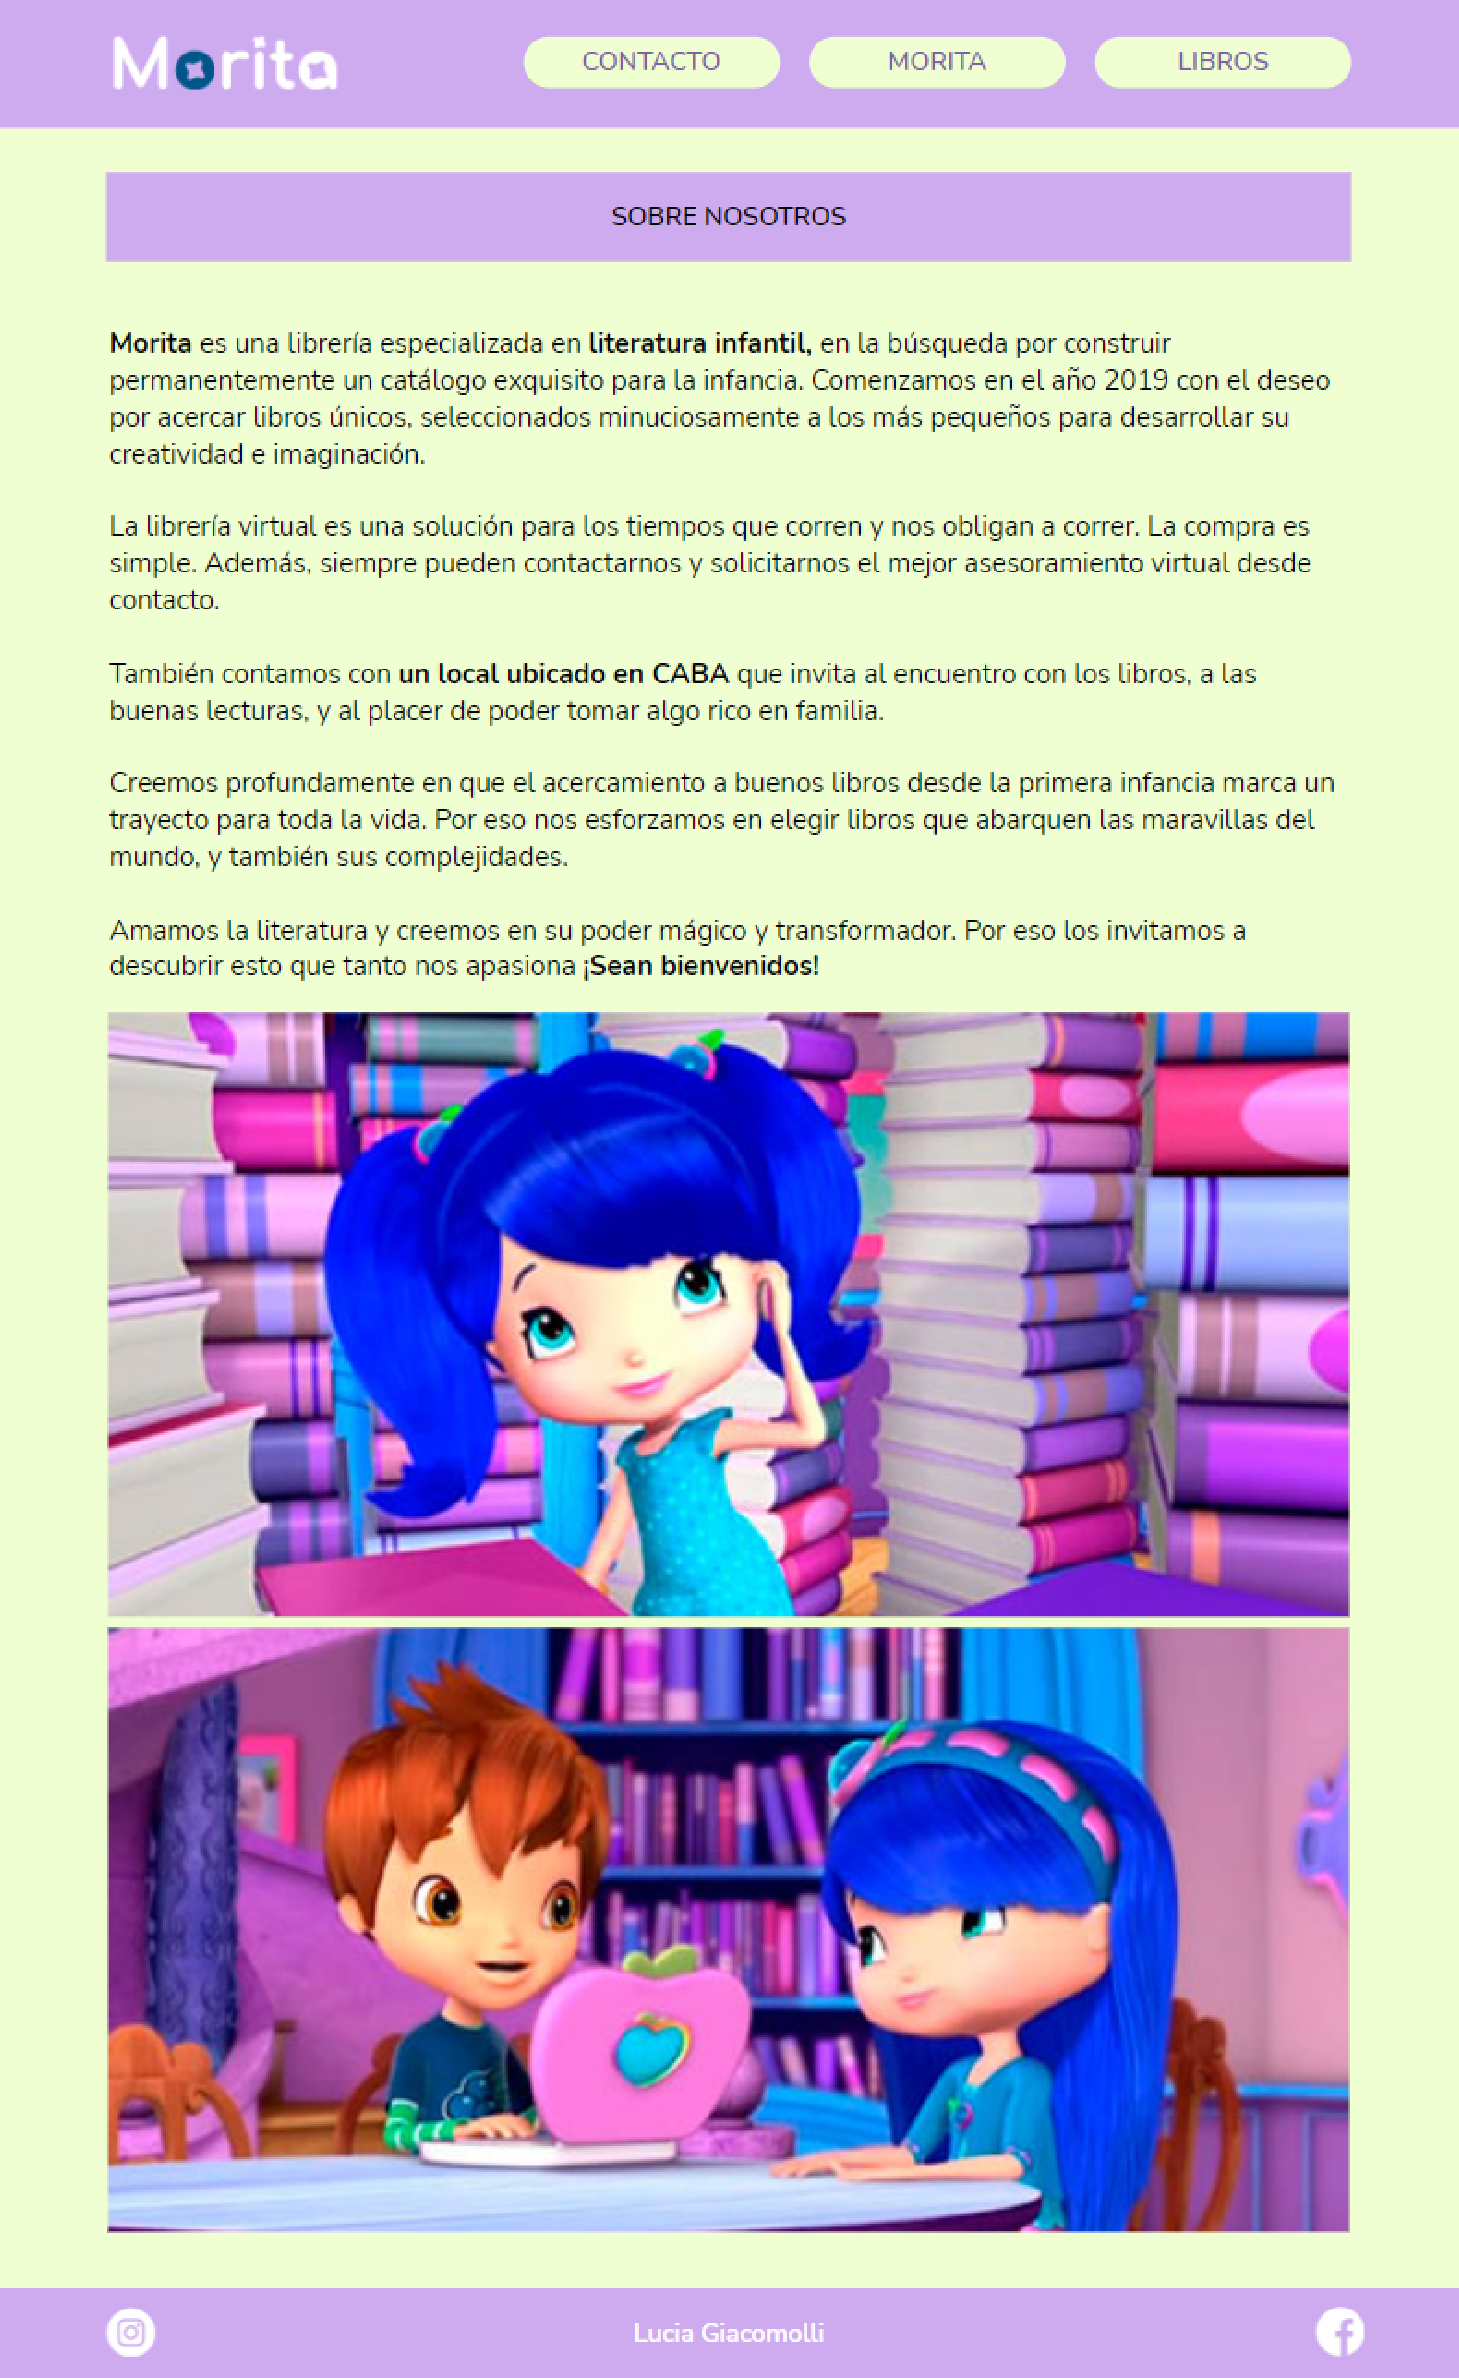 Morita
CONTACTO
MORITA
LIBROS
SOBRE NOSOTROS
Morita es una librería especializada en literatura infantil, en la búsqueda por construir
permanentemente un catálogo exquisito para la infancia. Comenzamos en el año 2019 con el deseo
por acercar libros únicos, seleccionados minuciosamente a los más pequeños para desarrollar su
creatividad e imaginación.
La librería virtual es una solución para los tiempos que corren y nos obligan a correr. La compra es
simple. Además, siempre pueden contactarnos y solicitarnos el mejor asesoramiento virtual desde
contacto.
También contamos con un local ubicado en CABA que invita al encuentro con los libros, a las
buenas lecturas, y al placer de poder tomar algo rico en familia.
Creemos profundamente en que el acercamiento a buenos libros desde la primera infancia marca un
trayecto para toda la vida. Por eso nos esforzamos en elegir libros que abarquen las maravillas del
mundo, y también sus complejidades.
Amamos la literatura y creemos en su poder mágico y transformador. Por eso los invitamos a
descubrir esto que tanto nos apasiona ¡Sean bienvenidos!
Lucia Giacomolli